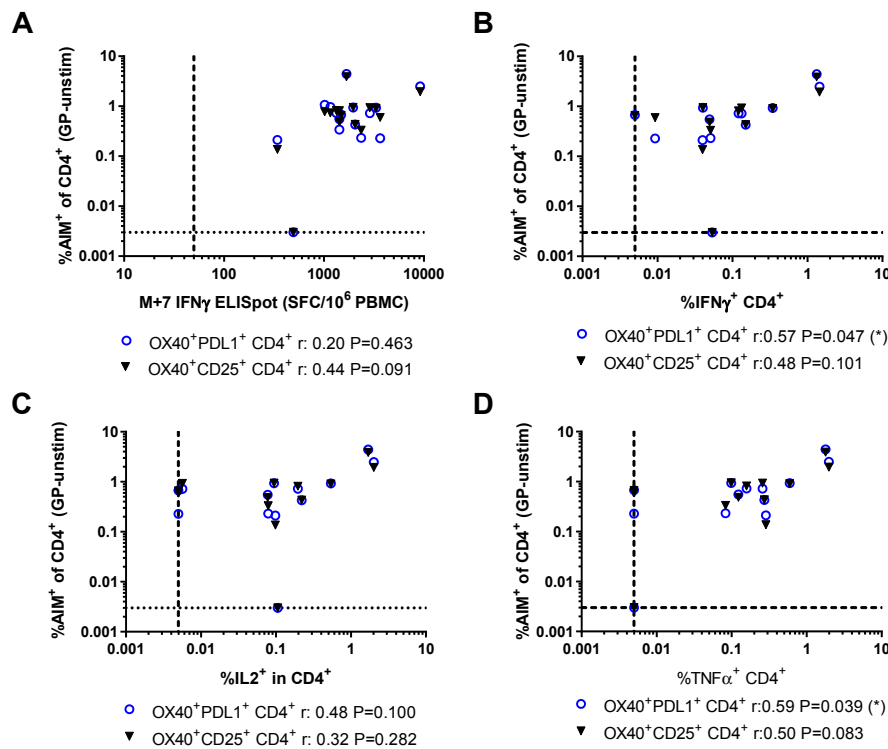 A
%AIM⁺ of CD4⁺ (GP-unstim)
10
1
0.1
0.01
0.001
10
100
1000
10000
M+7 IFNγ ELISpot (SFC/10⁶ PBMC)
OX40⁺PDL1⁺ CD4⁺ r: 0.20 P=0.463
OX40⁺CD25⁺ CD4⁺ r: 0.44 P=0.091
B
%AIM⁺ of CD4⁺ (GP-unstim)
10
1
0.1
0.01
0.001
0.001
0.01
0.1
1
10
%IFNγ⁺ CD4⁺
OX40⁺PDL1⁺ CD4⁺ r:0.57 P=0.047 (*)
OX40⁺CD25⁺ CD4⁺ r:0.48 P=0.101
C
%AIM⁺ of CD4⁺ (GP-unstim)
10
1
0.1
0.01
0.001
0.001
0.01
0.1
1
10
%IL2⁺ in CD4⁺
OX40⁺PDL1⁺ CD4⁺ r: 0.48 P=0.100
OX40⁺CD25⁺ CD4⁺ r: 0.32 P=0.282
D
%AIM⁺ of CD4⁺ (GP-unstim)
10
1
0.1
0.01
0.001
0.001
0.01
0.1
1
10
%TNFα⁺ CD4⁺
OX40⁺PDL1⁺ CD4⁺ r:0.59 P=0.039 (*)
OX40⁺CD25⁺ CD4⁺ r:0.50 P=0.083